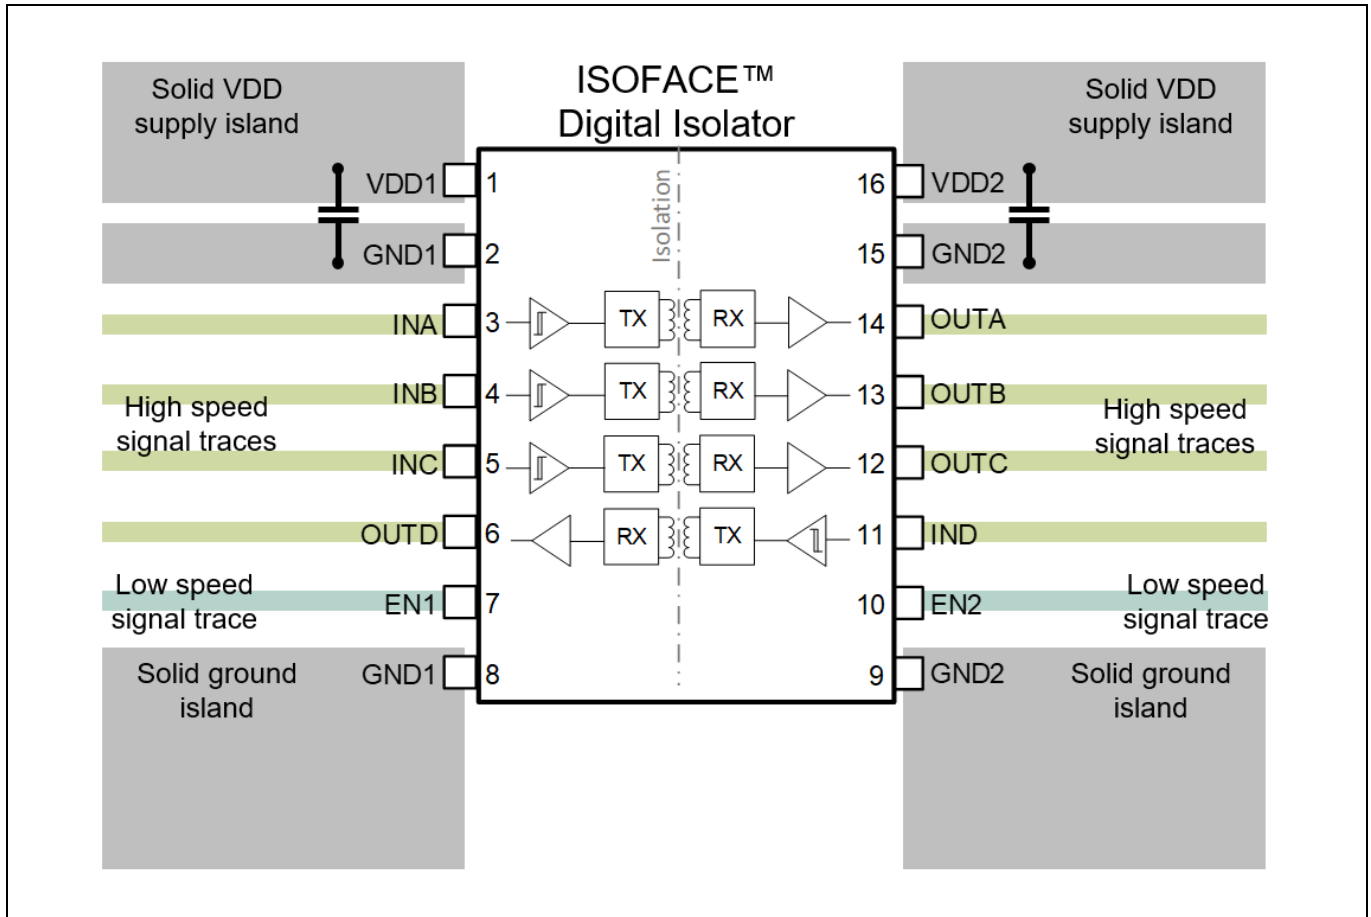 ISOFACE™
Digital Isolator
Solid VDD
supply island
Solid VDD
supply island
VDD1 1
Isolation
16 VDD2
GND1 2
15 GND2
INA 3 TX RX 14 OUTA
INB 4 TX RX 13 OUTB
High speed
signal traces
High speed
signal traces
INC 5 TX RX 12 OUTC
OUTD 6 RX TX 11 IND
Low speed
signal trace
EN1 7
10 EN2
Low speed
signal trace
GND1 8
9 GND2
Solid ground
island
Solid ground
island